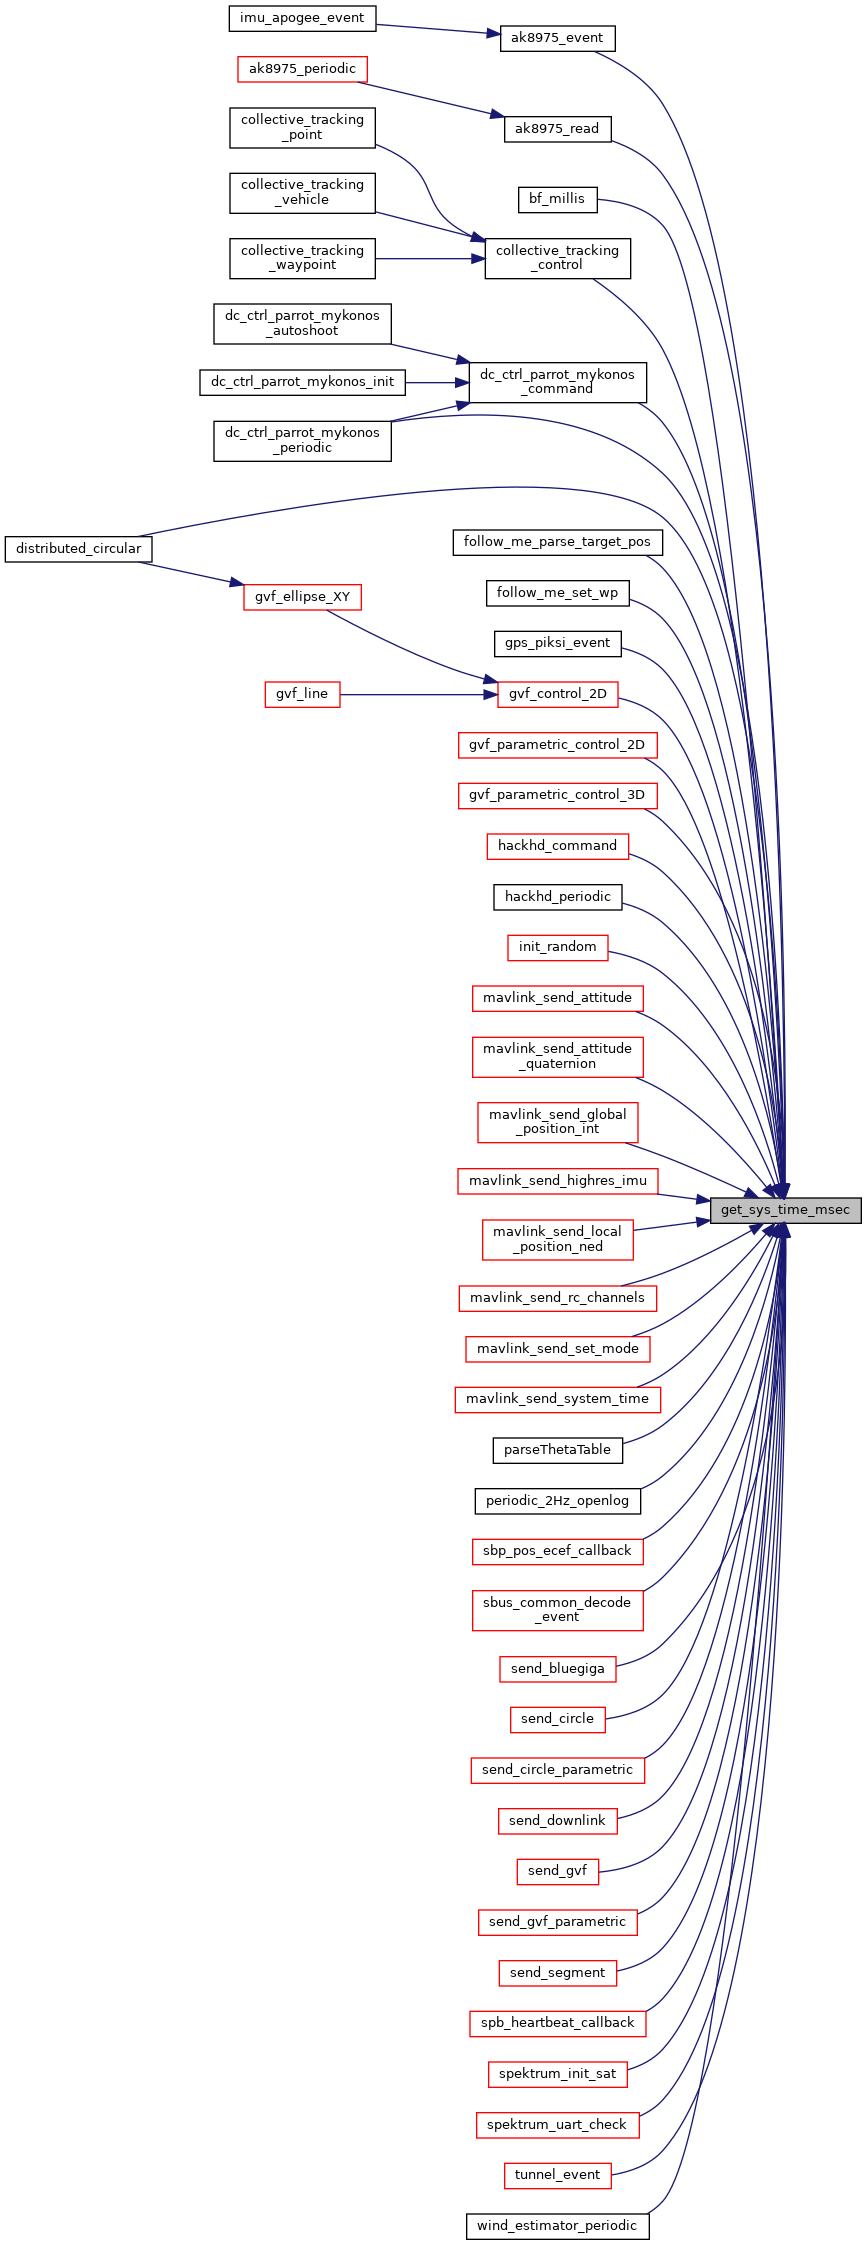 imu_apogee_event
ak8975_event
ak8975_periodic
collective_tracking
_point
ak8975_read
collective_tracking
_vehicle
bf_millis
collective_tracking
_waypoint
collective_tracking
_control
dc_ctrl_parrot_mykonos
_autoshoot
dc_ctrl_parrot_mykonos_init
dc_ctrl_parrot_mykonos
_command
dc_ctrl_parrot_mykonos
_periodic
distributed_circular
follow_me_parse_target_pos
gvf_ellipse_XY
follow_me_set_wp
gps_piksi_event
gvf_line
gvf_control_2D
gvf_parametric_control_2D
gvf_parametric_control_3D
hackhd_command
hackhd_periodic
init_random
mavlink_send_attitude
mavlink_send_attitude
_quaternion
mavlink_send_global
_position_int
mavlink_send_highres_imu
get_sys_time_msec
mavlink_send_local
_position_ned
mavlink_send_rc_channels
mavlink_send_set_mode
mavlink_send_system_time
parseThetaTable
periodic_2Hz_openlog
sbp_pos_ecef_callback
sbus_common_decode
_event
send_bluegiga
send_circle
send_circle_parametric
send_downlink
send_gvf
send_gvf_parametric
send_segment
spb_heartbeat_callback
spektrum_init_sat
spektrum_uart_check
tunnel_event
wind_estimator_periodic